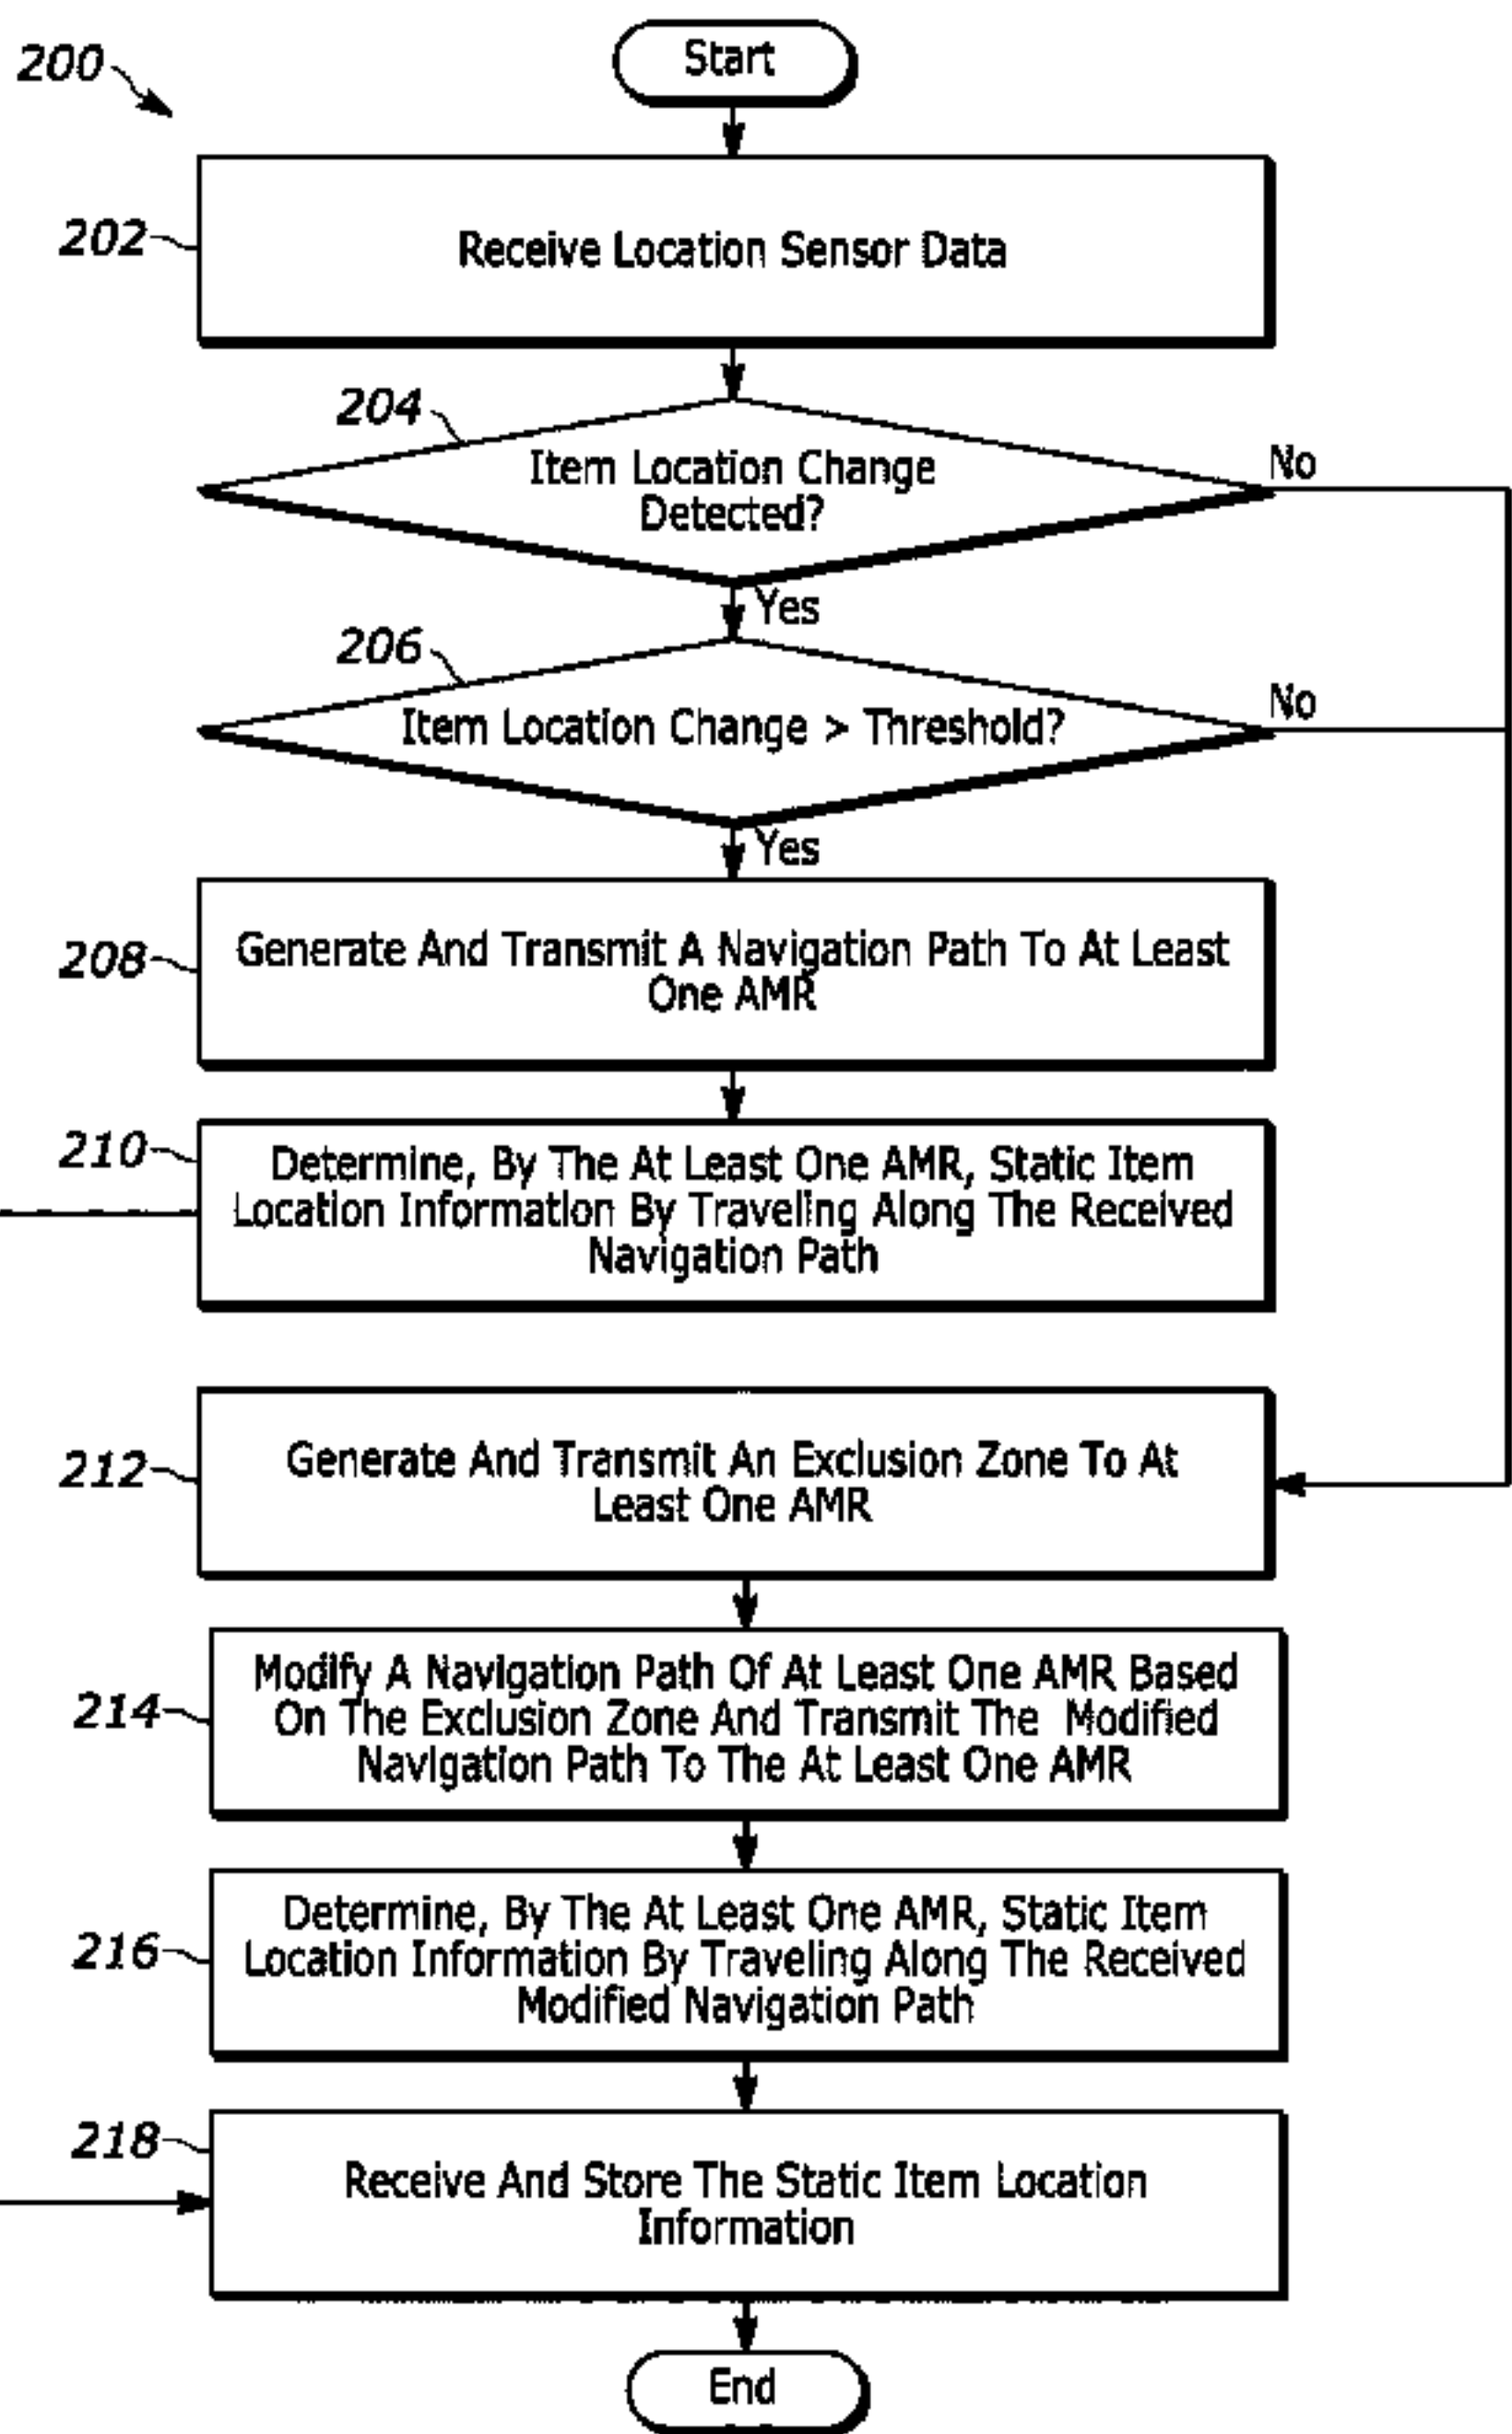 Start
200
202
Receive Location Sensor Data
204
Item Location Change
Detected?
No
Yes
206
Item Location Change > Threshold?
No
Yes
208
Generate And Transmit A Navigation Path To At Least
One AMR
210
Determine, By The At Least One AMR, Static Item
Location Information By Traveling Along The Received
Navigation Path
212
Generate And Transmit An Exclusion Zone To At
Least One AMR
214
Modify A Navigation Path Of At Least One AMR Based
On The Exclusion Zone And Transmit The Modified
Navigation Path To The At Least One AMR
216
Determine, By The At Least One AMR, Static Item
Location Information By Traveling Along The Received
Modified Navigation Path
218
Receive And Store The Static Item Location
Information
End